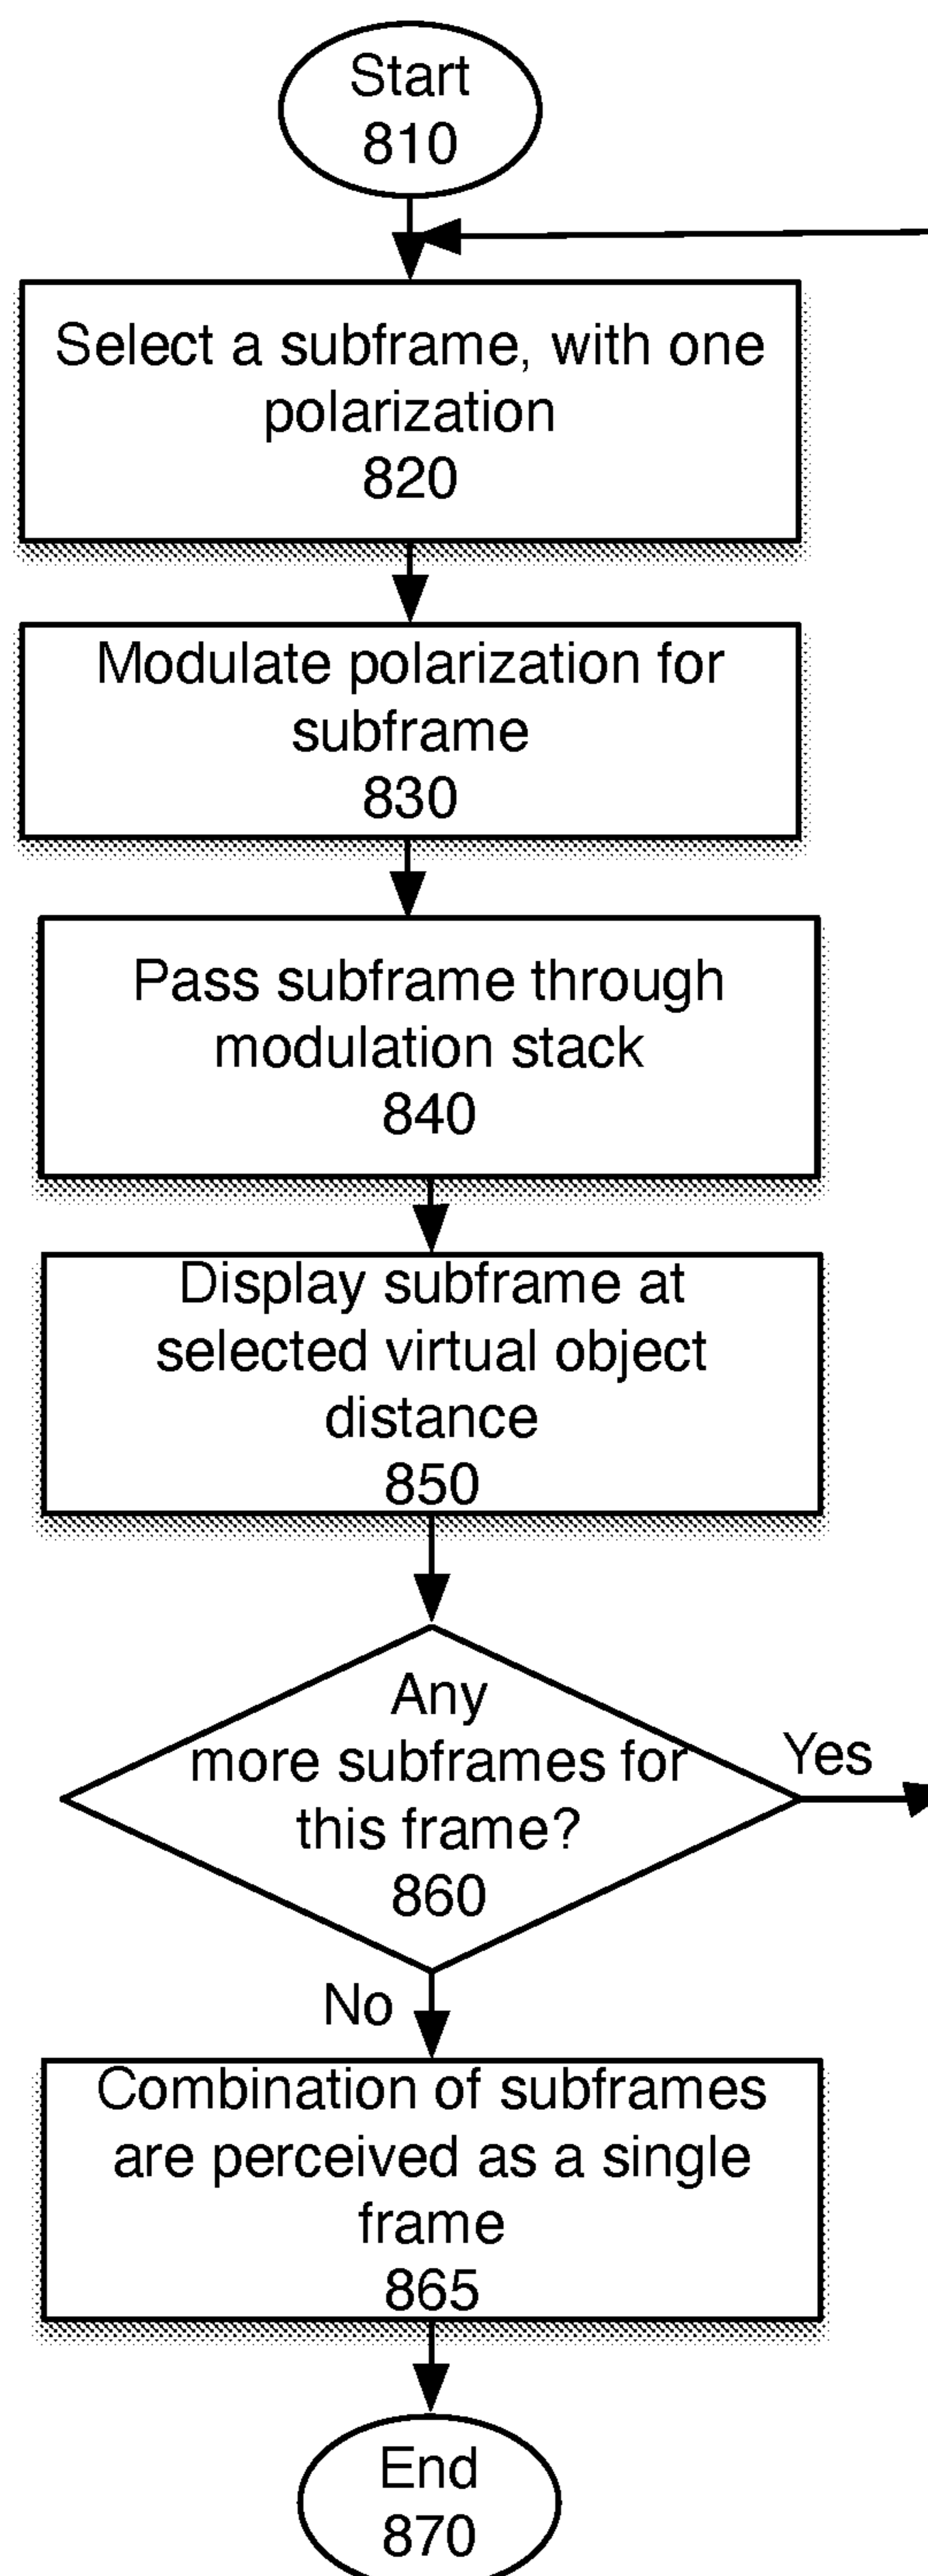 Start
810
Select a subframe, with one
polarization
820
Modulate polarization for
subframe
830
Pass subframe through
modulation stack
840
Display subframe at
selected virtual object
distance
850
Any
more subframes for
this frame?
860
Yes
No
Combination of subframes
are perceived as a single
frame
865
End
870